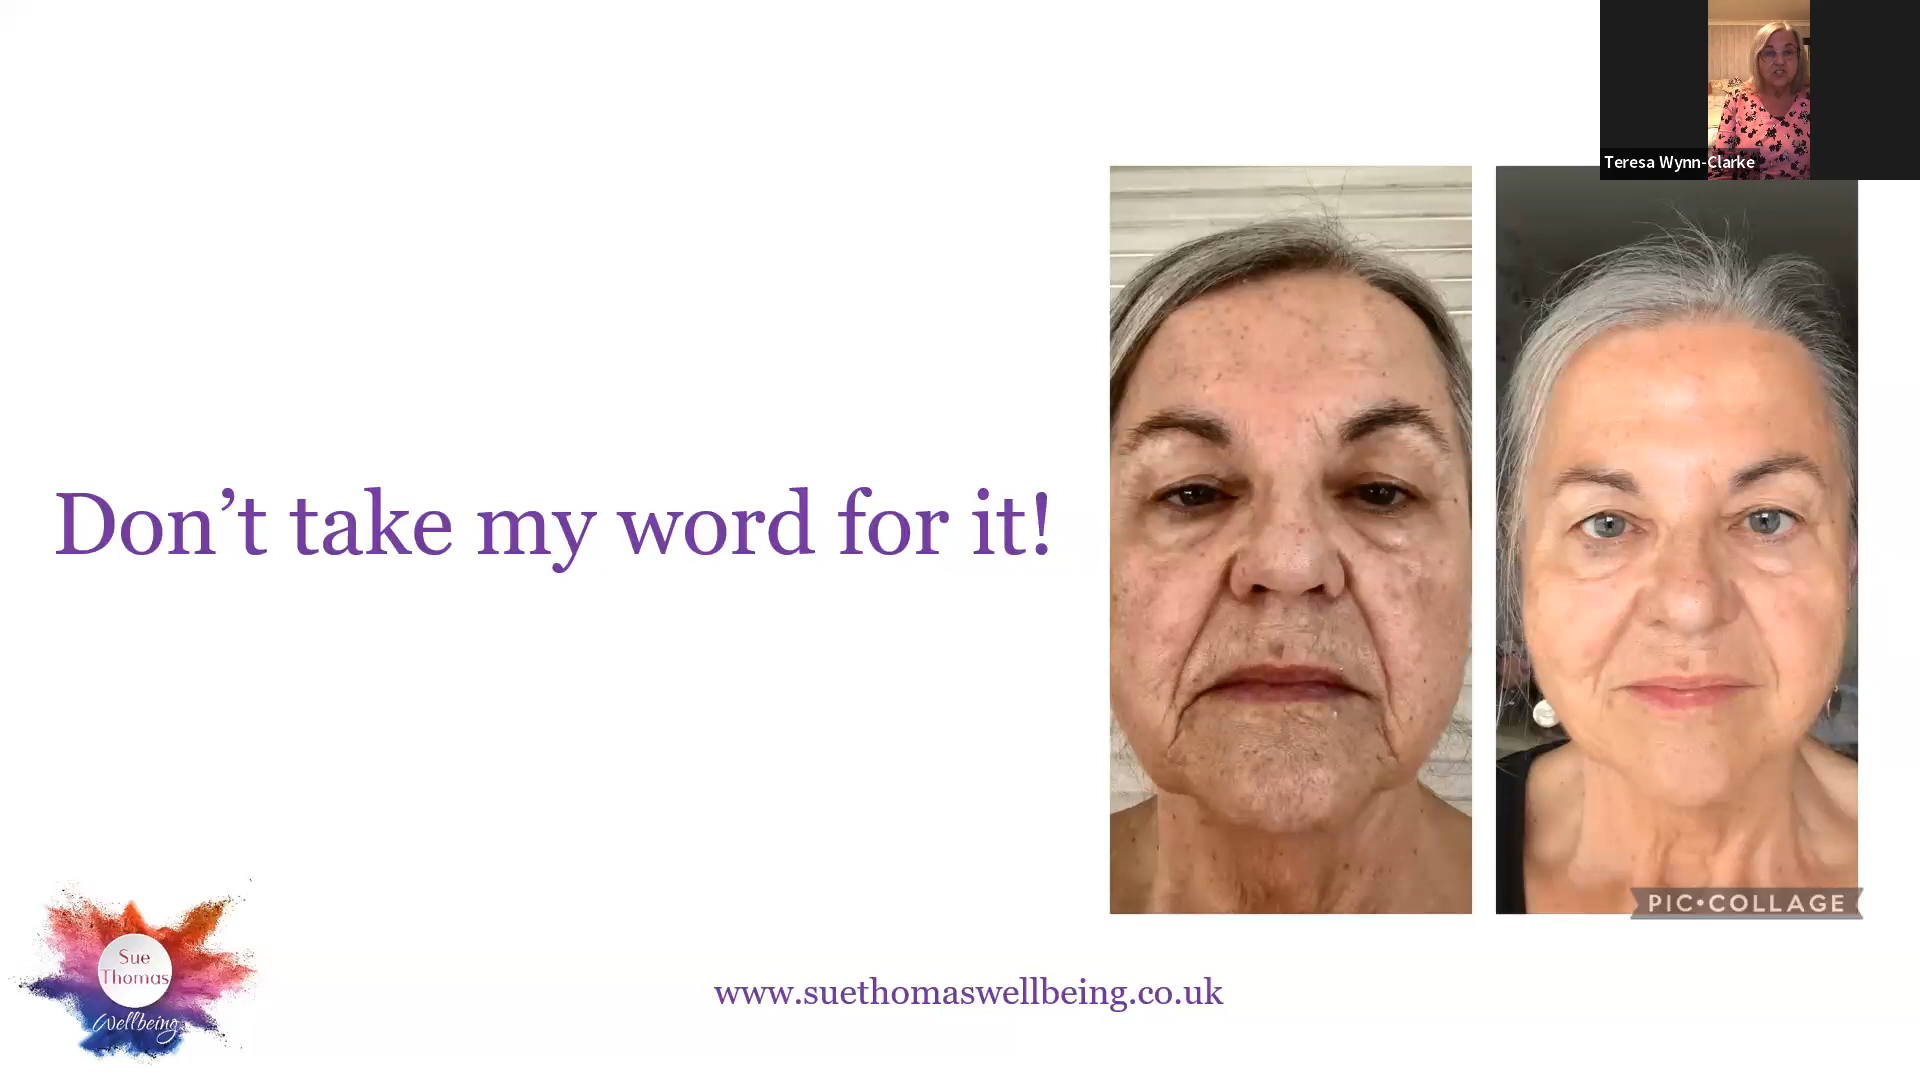 Teresa Wynn-Clarke
Don’t take my word for it!
PIC•COLLAGE
Sue
Thomas
Wellbeing
www.suethomaswellbeing.co.uk